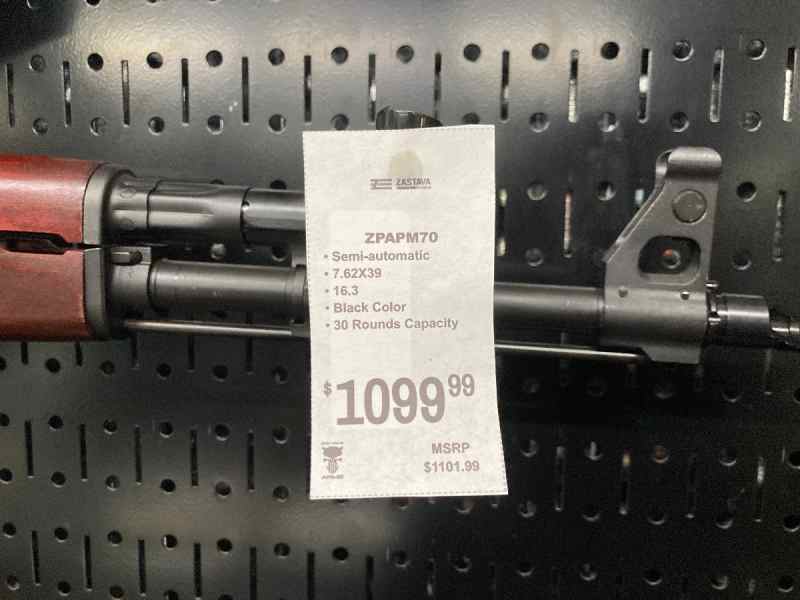 ZASTAVA
ZPAPM70
• Semi-automatic
• 7.62X39
• 16.3
• Black Color
• 30 Rounds Capacity
$1099 99
MSRP
$1101.99